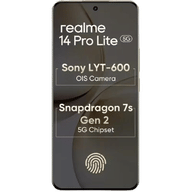 realme
14 Pro Lite 5G
Sony LYT-600
OIS Camera
Snapdragon 7s
Gen 2
5G Chipset